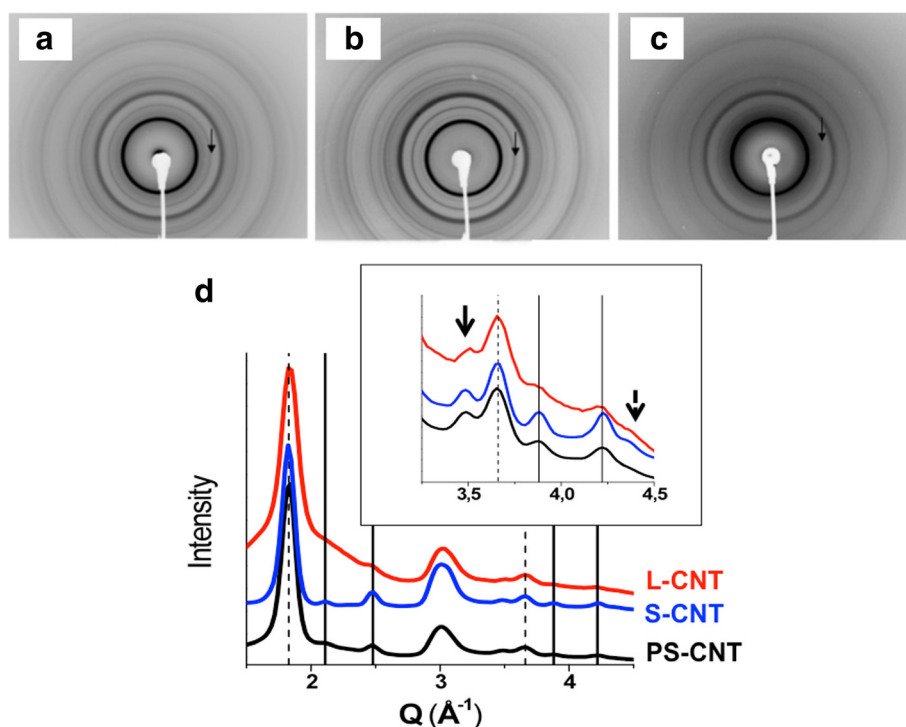 a
b
c
d
3,5
4,0
4,5
Intensity
L-CNT
S-CNT
PS-CNT
2
3
4
Q (Å⁻¹)